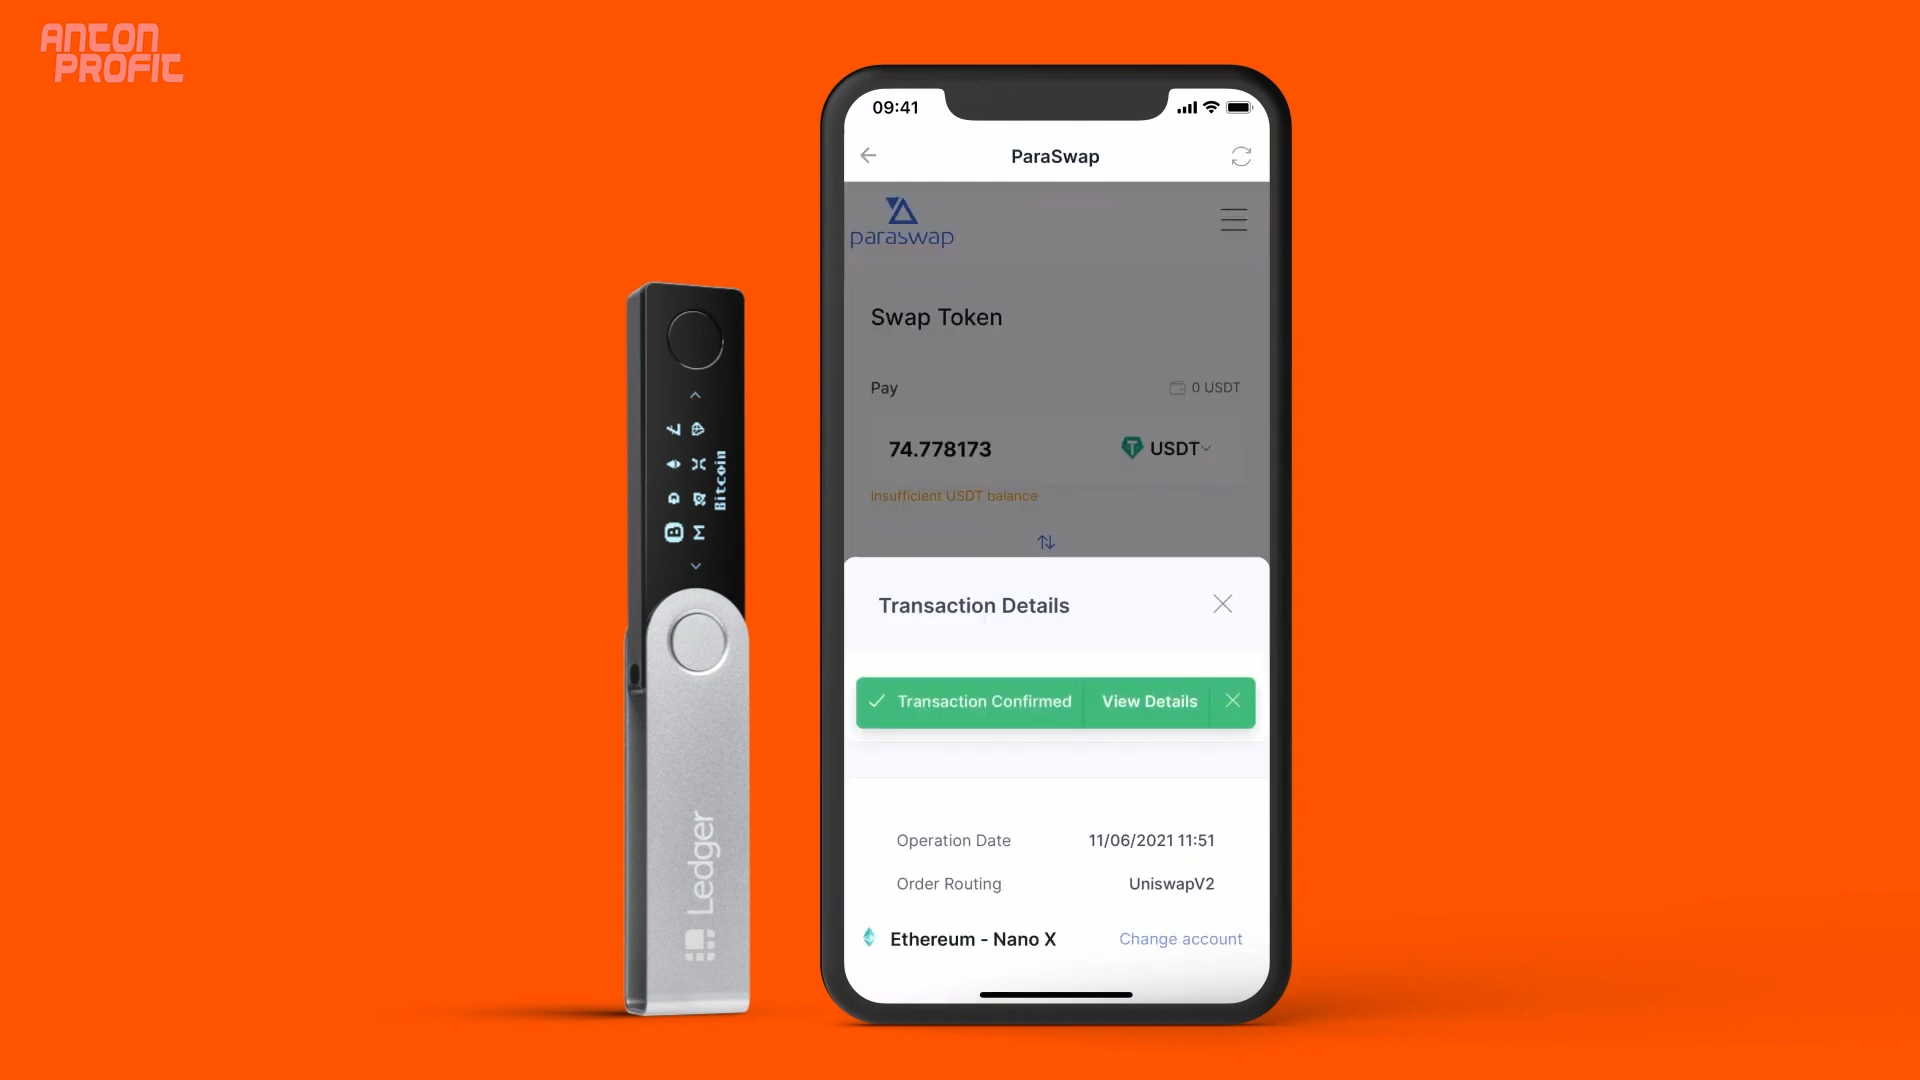 ANTON
PROFIT
09:41
ParaSwap
paraswap
Swap Token
Pay
0 USDT
74.778173
USDT
Insufficient USDT balance
Transaction Details
Transaction Confirmed
View Details
Operation Date
11/06/2021 11:51
Order Routing
UniswapV2
Ethereum - Nano X
Change account
Bitcoin
Ledger